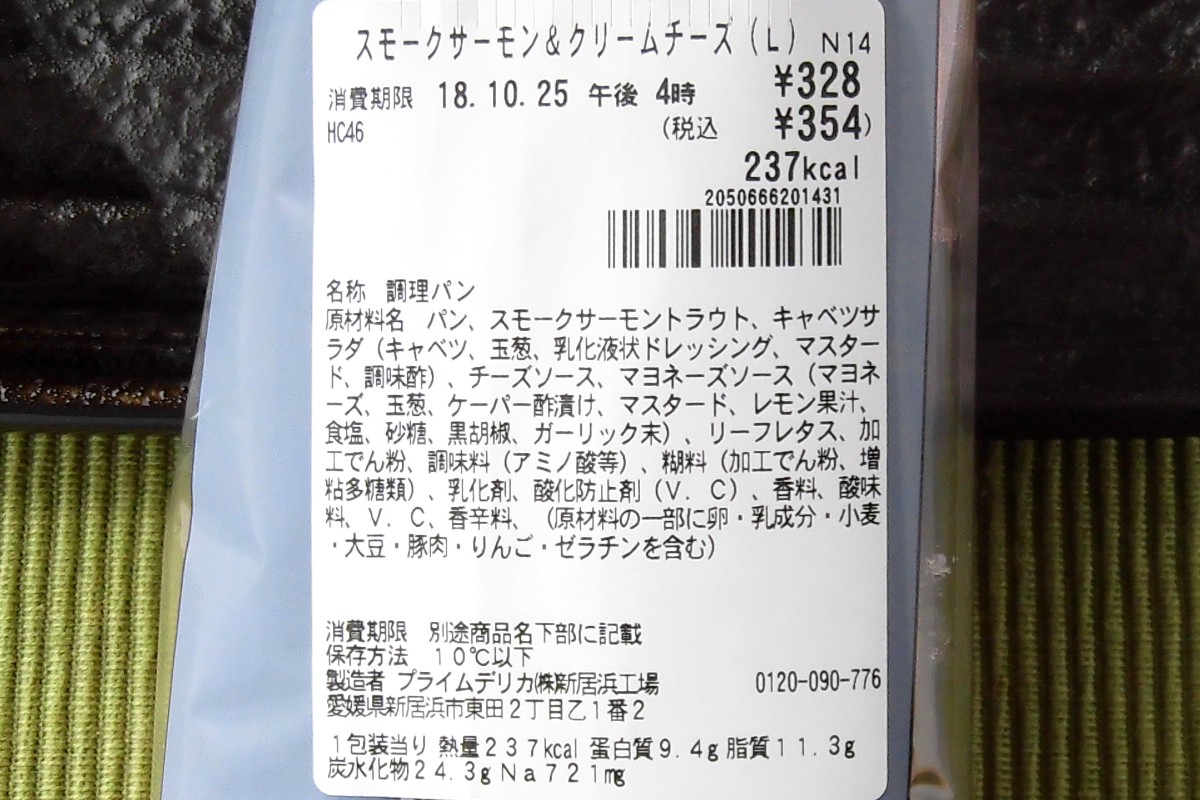 スモークサーモン&クリームチーズ(L) N14
¥328
消費期限 18.10.25 午後 4時
HC46 (税込 ¥354)
237kcal
2050666201431
名称 調理パン
原材料名 パン、スモークサーモントラウト、キャベツサ
ラダ(キャベツ、玉葱、乳化液状ドレッシング、マスター
ド、調味酢)、チーズソース、マヨネーズソース(マヨネ
ーズ、玉葱、ケーパー酢漬け、マスタード、レモン果汁、
食塩、砂糖、黒胡椒、ガーリック末)、リーフレタス、加
工でん粉、調味料(アミノ酸等)、糊料(加工でん粉、増
粘多糖類)、乳化剤、酸化防止剤(V.C)、香料、酸味
料、V.C、香辛料、(原材料の一部に卵・乳成分・小麦
・大豆・豚肉・りんご・ゼラチンを含む)
消費期限 別途商品名下部に記載
保存方法 10℃以下
製造者 プライムデリカ㈱新居浜工場 0120-090-776
愛媛県新居浜市東田2丁目乙1番2
1包装当り 熱量237kcal 蛋白質9.4g 脂質11.3g
炭水化物24.3g Na721mg